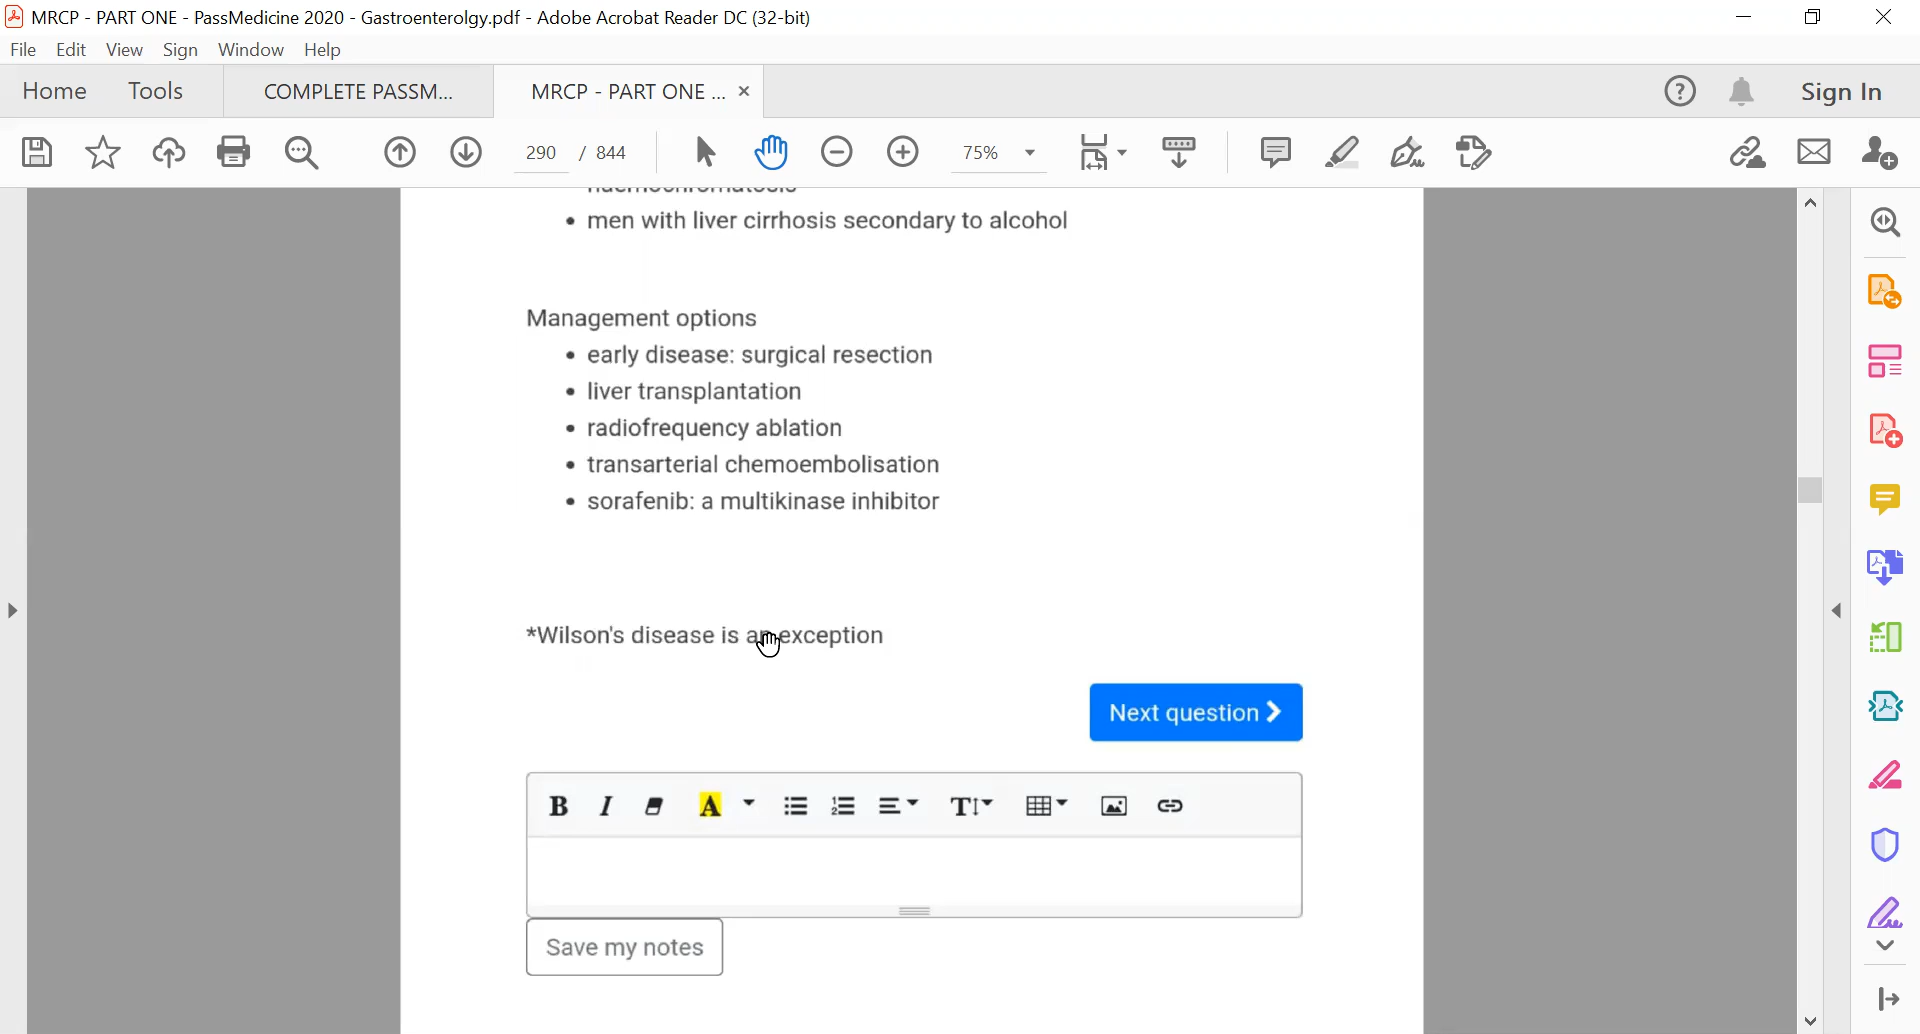 MRCP - PART ONE - PassMedicine 2020 - Gastroenterolgy.pdf - Adobe Acrobat Reader DC (32-bit)
File Edit View Sign Window Help
Home Tools COMPLETE PASSM... MRCP - PART ONE ... ×
Sign In
290 / 844 75%
• men with liver cirrhosis secondary to alcohol
Management options
• early disease: surgical resection
• liver transplantation
• radiofrequency ablation
• transarterial chemoembolisation
• sorafenib: a multikinase inhibitor
*Wilson's disease is an exception
Next question
B I A T
Save my notes